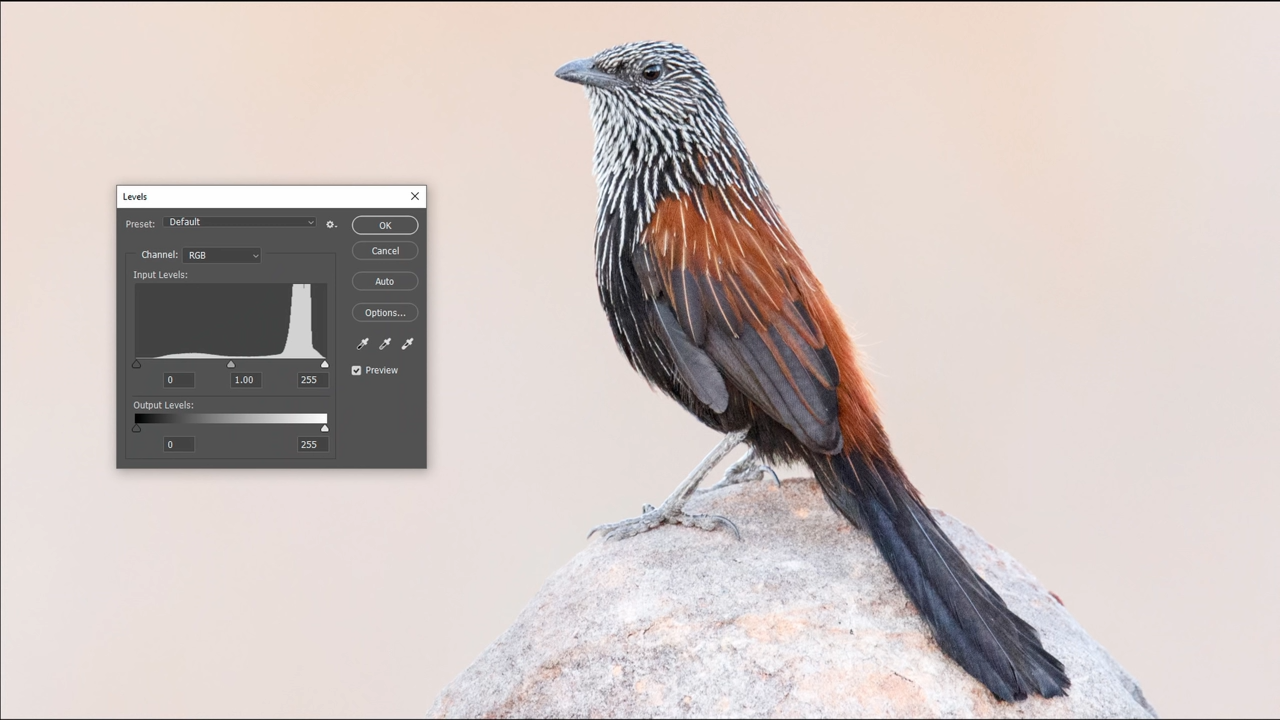 Levels
Preset: Default
OK
Channel: RGB
Cancel
Input Levels:
Auto
Options...
Preview
0 1.00 255
Output Levels:
0 255